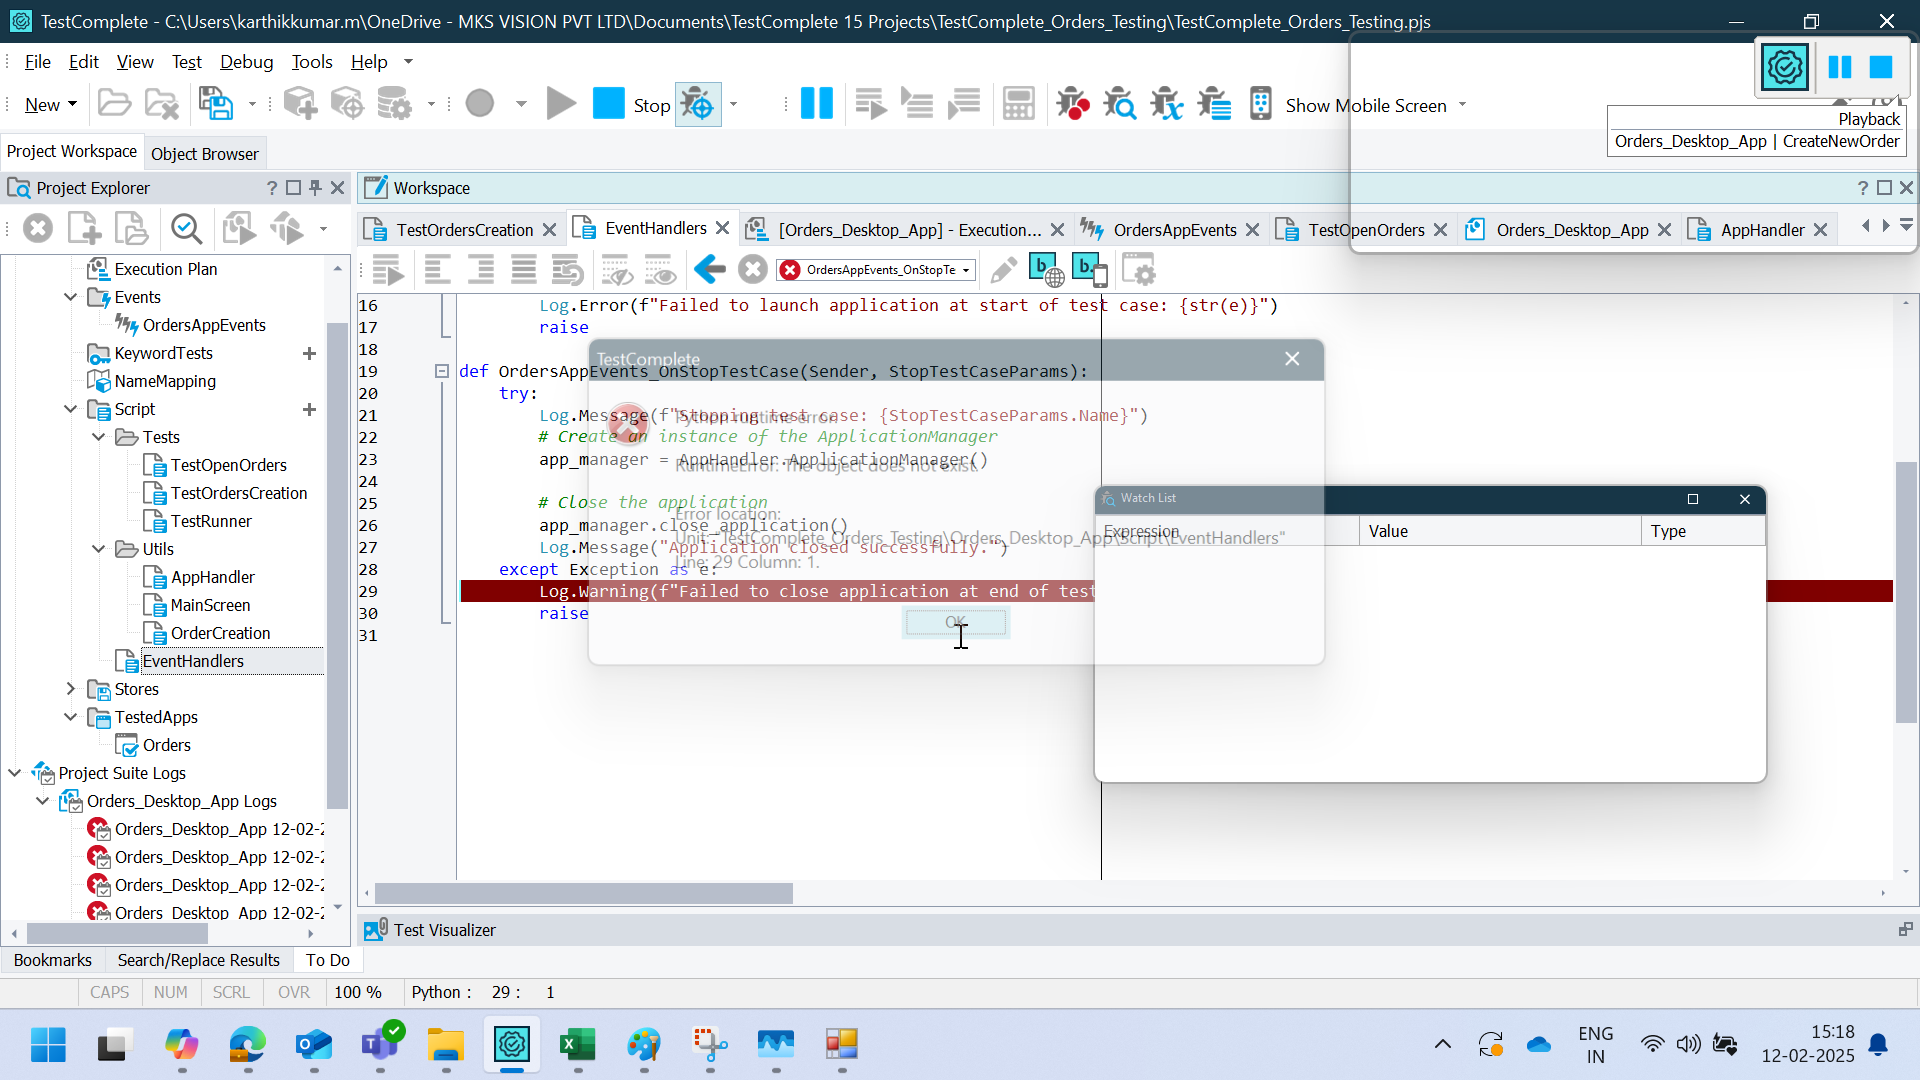 TestComplete - C:\Users\karthikkumar.m\OneDrive - MKS VISION PVT LTD\Documents\TestComplete 15 Projects\TestComplete_Orders_Testing\TestComplete_Orders_Testing.pjs
File Edit View Test Debug Tools Help
New
Stop
Show Mobile Screen
Playback
Orders_Desktop_App | CreateNewOrder
Project Workspace
Object Browser
Project Explorer
Workspace
TestOrdersCreation
EventHandlers
[Orders_Desktop_App] - Execution...
OrdersAppEvents
TestOpenOrders
Orders_Desktop_App
AppHandler
OrdersAppEvents_OnStopTe
Execution Plan
Events
OrdersAppEvents
KeywordTests
NameMapping
Script
Tests
TestOpenOrders
TestOrdersCreation
TestRunner
Utils
AppHandler
MainScreen
OrderCreation
EventHandlers
Stores
TestedApps
Orders
Project Suite Logs
Orders_Desktop_App Logs
Orders_Desktop_App 12-02-2
Orders_Desktop_App 12-02-2
Orders_Desktop_App 12-02-2
Orders_Desktop_App 12-02-2
16 Log.Error(f"Failed to launch application at start of test case: {str(e)}")
17 raise
18
19 def OrdersAppEvents_OnStopTestCase(Sender, StopTestCaseParams):
20 try:
21 Log.Message(f"Stopping test case: {StopTestCaseParams.Name}")
22 # Create an instance of the ApplicationManager
23 app_manager = AppHandler.ApplicationManager()
24
25 # Close the application
26 app_manager.close_application()
27 Log.Message("Application closed successfully.")
28 except Exception as e:
29 Log.Warning(f"Failed to close application at end of test
30 raise
31
TestComplete
Python runtime error.
RuntimeError: The object does not exist.
Error location:
Unit: "TestComplete_Orders_Testing\Orders_Desktop_App\Script\EventHandlers"
Line: 29 Column: 1.
OK
Watch List
Expression Value Type
Test Visualizer
Bookmarks
Search/Replace Results
To Do
CAPS NUM SCRL OVR 100 % Python : 29 : 1
ENG
IN
15:18
12-02-2025